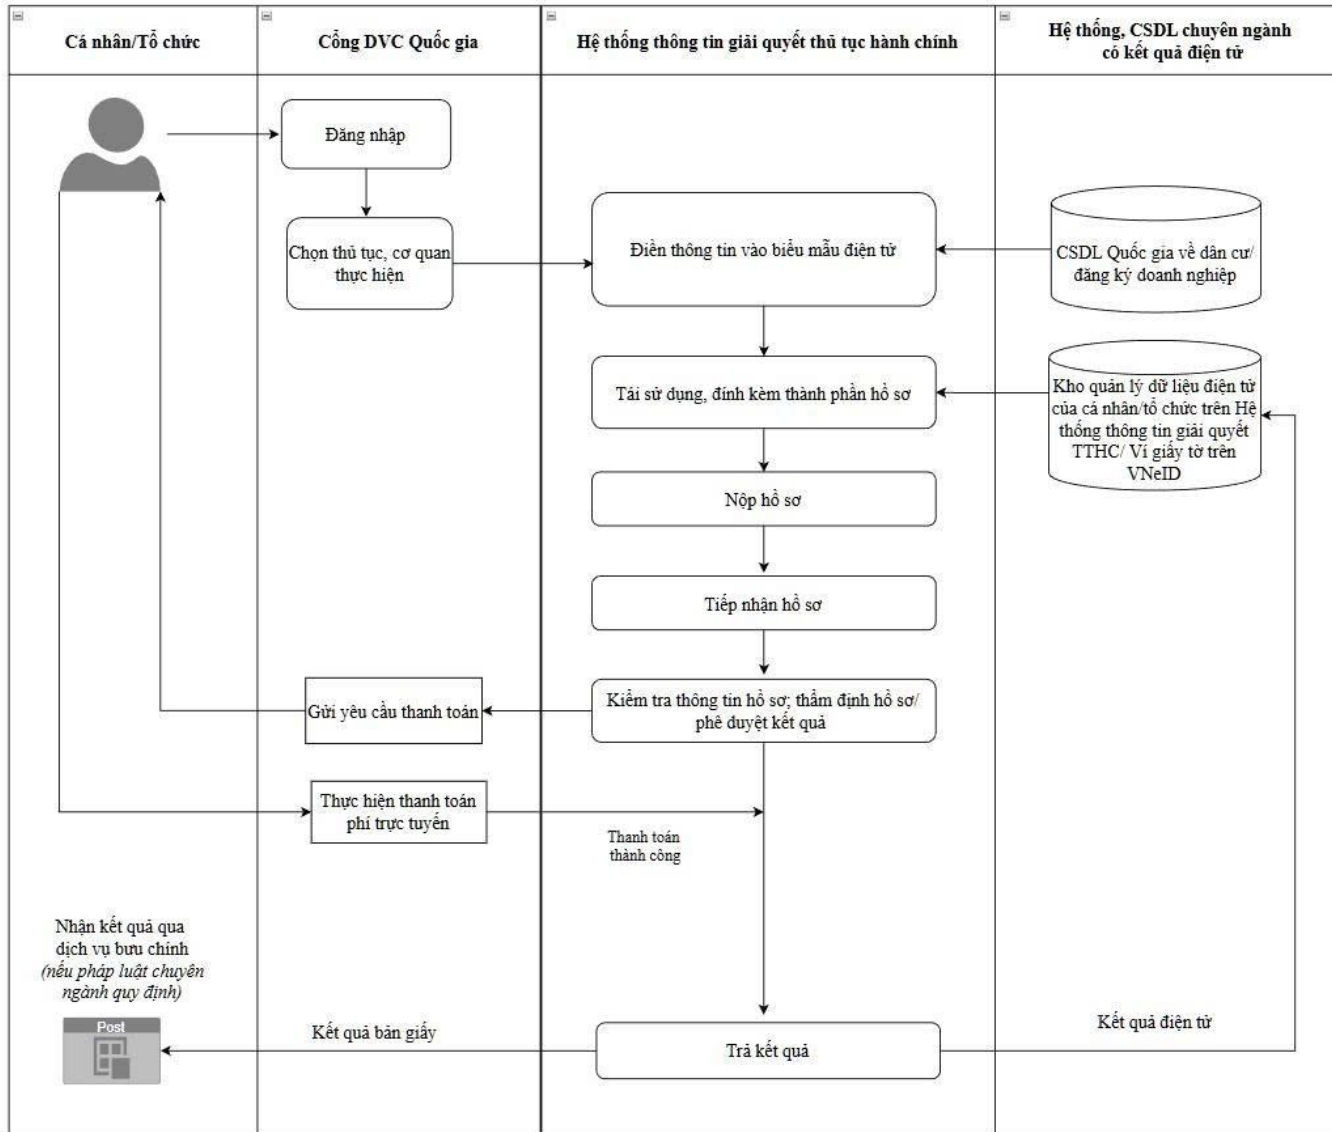 Cá nhân/Tổ chức
Cổng DVC Quốc gia
Hệ thống thông tin giải quyết thủ tục hành chính
Hệ thống, CSDL chuyên ngành
có kết quả điện tử
Đăng nhập
Chọn thủ tục, cơ quan
thực hiện
Điền thông tin vào biểu mẫu điện tử
CSDL Quốc gia về dân cư/
đăng ký doanh nghiệp
Tái sử dụng, đính kèm thành phần hồ sơ
Kho quản lý dữ liệu điện tử
của cá nhân/tổ chức trên Hệ
thống thông tin giải quyết
TTHC/ Ví giấy tờ trên
VNeID
Nộp hồ sơ
Tiếp nhận hồ sơ
Kiểm tra thông tin hồ sơ; thẩm định hồ sơ/
phê duyệt kết quả
Gửi yêu cầu thanh toán
Thực hiện thanh toán
phí trực tuyến
Thanh toán
thành công
Nhận kết quả qua
dịch vụ bưu chính
(nếu pháp luật chuyên
ngành quy định)
Post
Kết quả bản giấy
Trả kết quả
Kết quả điện tử